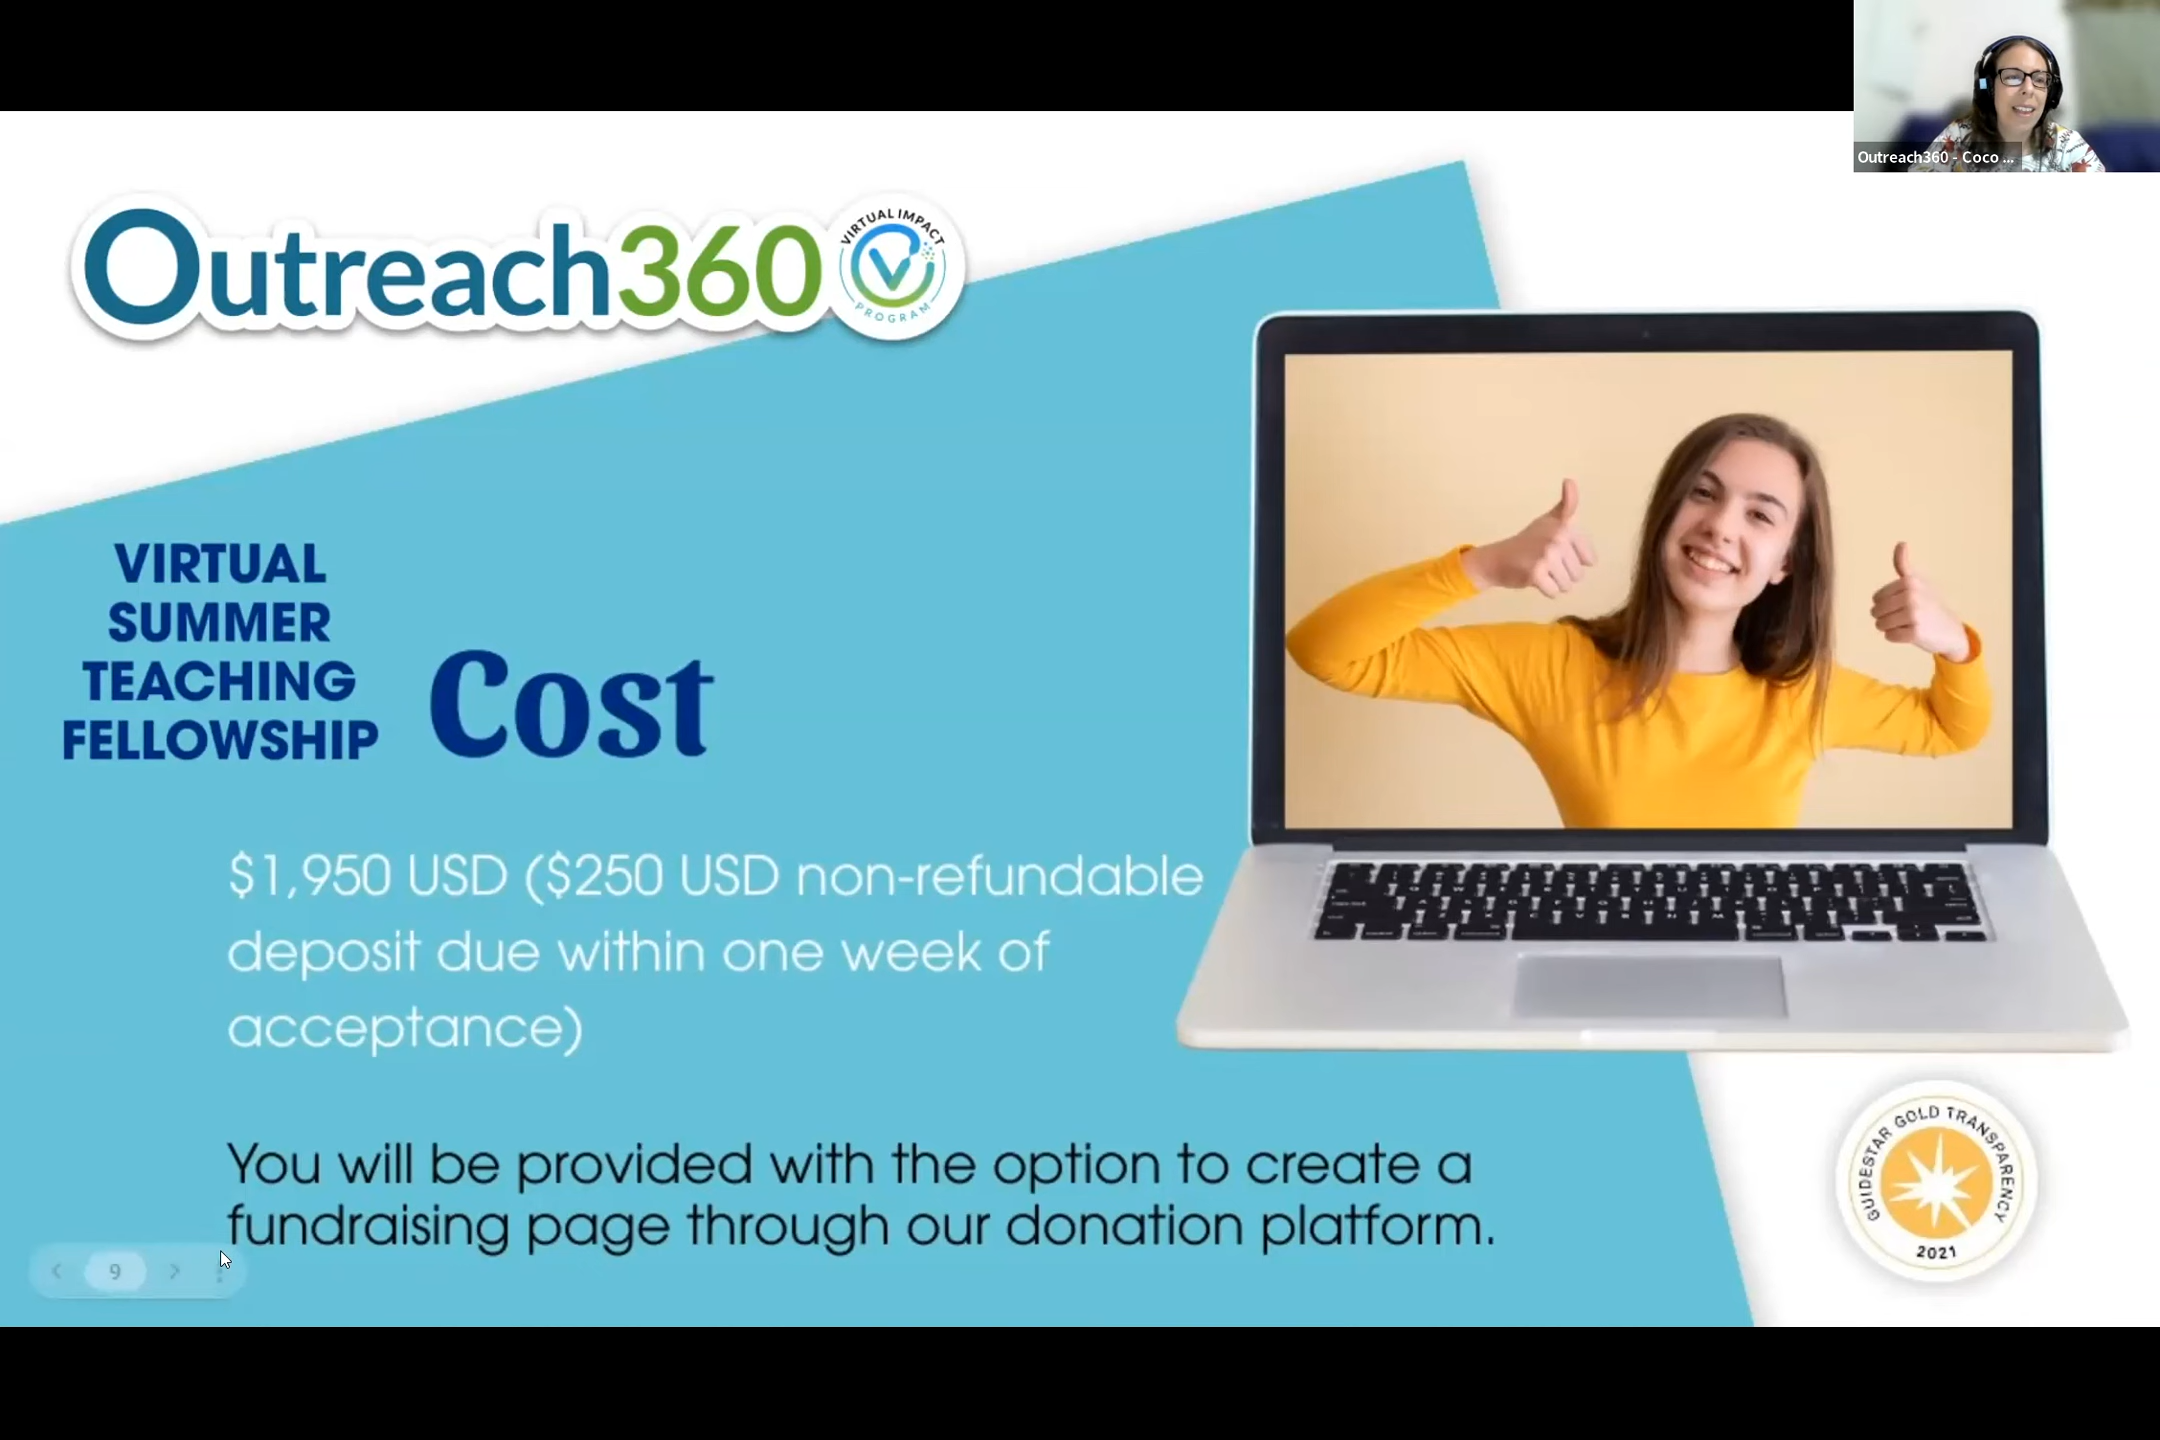 Outreach360 - Coco ...
Outreach360
VIRTUAL IMPACT
PROGRAM
VIRTUAL
SUMMER
TEACHING
FELLOWSHIP
Cost
$1,950 USD ($250 USD non-refundable
deposit due within one week of
acceptance)
You will be provided with the option to create a
fundraising page through our donation platform.
GUIDESTAR GOLD TRANSPARENCY
2021
9